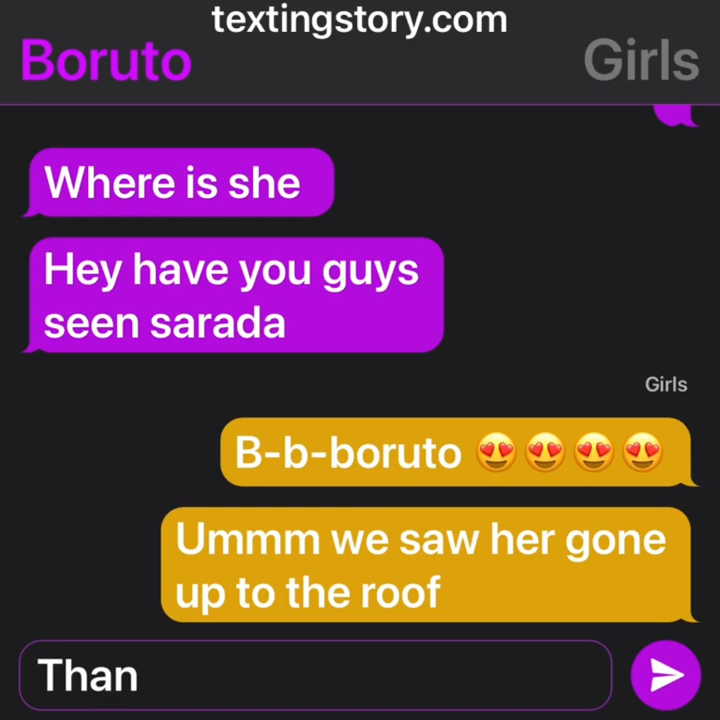 textingstory.com
Boruto
Girls
Where is she
Hey have you guys
seen sarada
Girls
B-b-boruto 😍😍😍😍
Ummm we saw her gone
up to the roof
Than